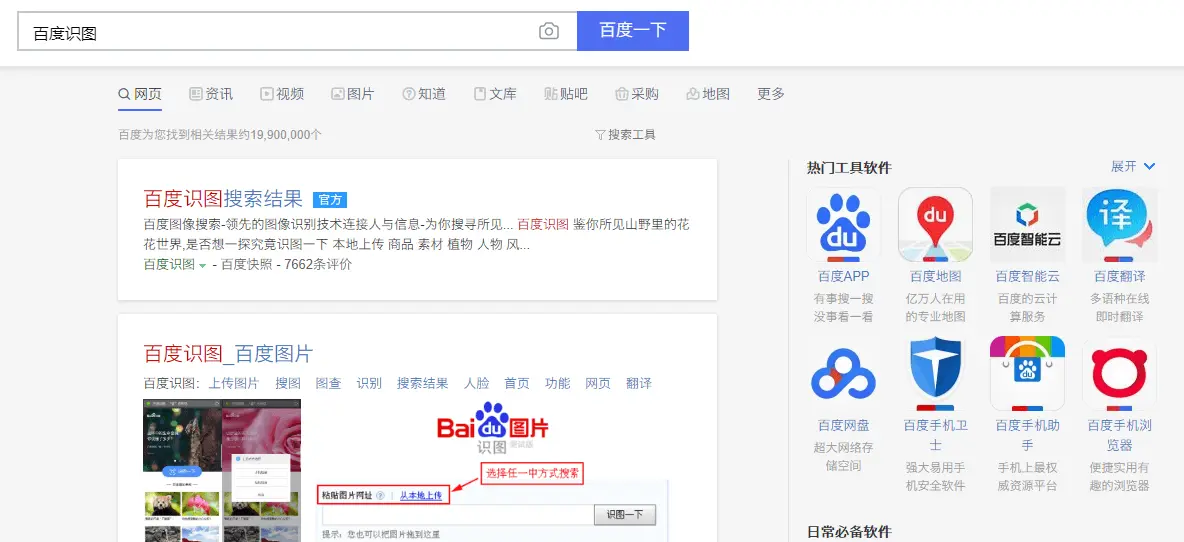 百度识图
百度一下
网页 资讯 视频 图片 知道 文库 贴吧 采购 地图 更多
百度为您找到相关结果约19,900,000个
搜索工具
百度识图搜索结果 官方
百度图像搜索-领先的图像识别技术连接人与信息-为你搜寻所见... 百度识图 鉴你所见山野里的花
花世界,是否想一探究竟识图一下 本地上传 商品 素材 植物 人物 风...
百度识图 - 百度快照 - 7662条评价
百度识图_百度图片
百度识图: 上传图片 搜图 图查 识别 搜索结果 人脸 首页 功能 网页 翻译
Bai du 图片
识图 测试版
选择任一中方式搜索
粘贴图片网址 ? | 从本地上传
识图一下
提示: 您也可以把图片拖到这里
热门工具软件 展开
du du 百度智能云 译
百度APP 百度地图 百度智能云 百度翻译
有事搜一搜 亿万人在用 百度的云计 多语种在线
没事看一看 的专业地图 算服务 即时翻译
百度网盘 百度手机卫 百度手机助 百度手机浏
士 手 览器
超大网络存 强大易用手 手机上最权 便捷实用有
储空间 机安全软件 威资源平台 趣的浏览器
日常必备软件